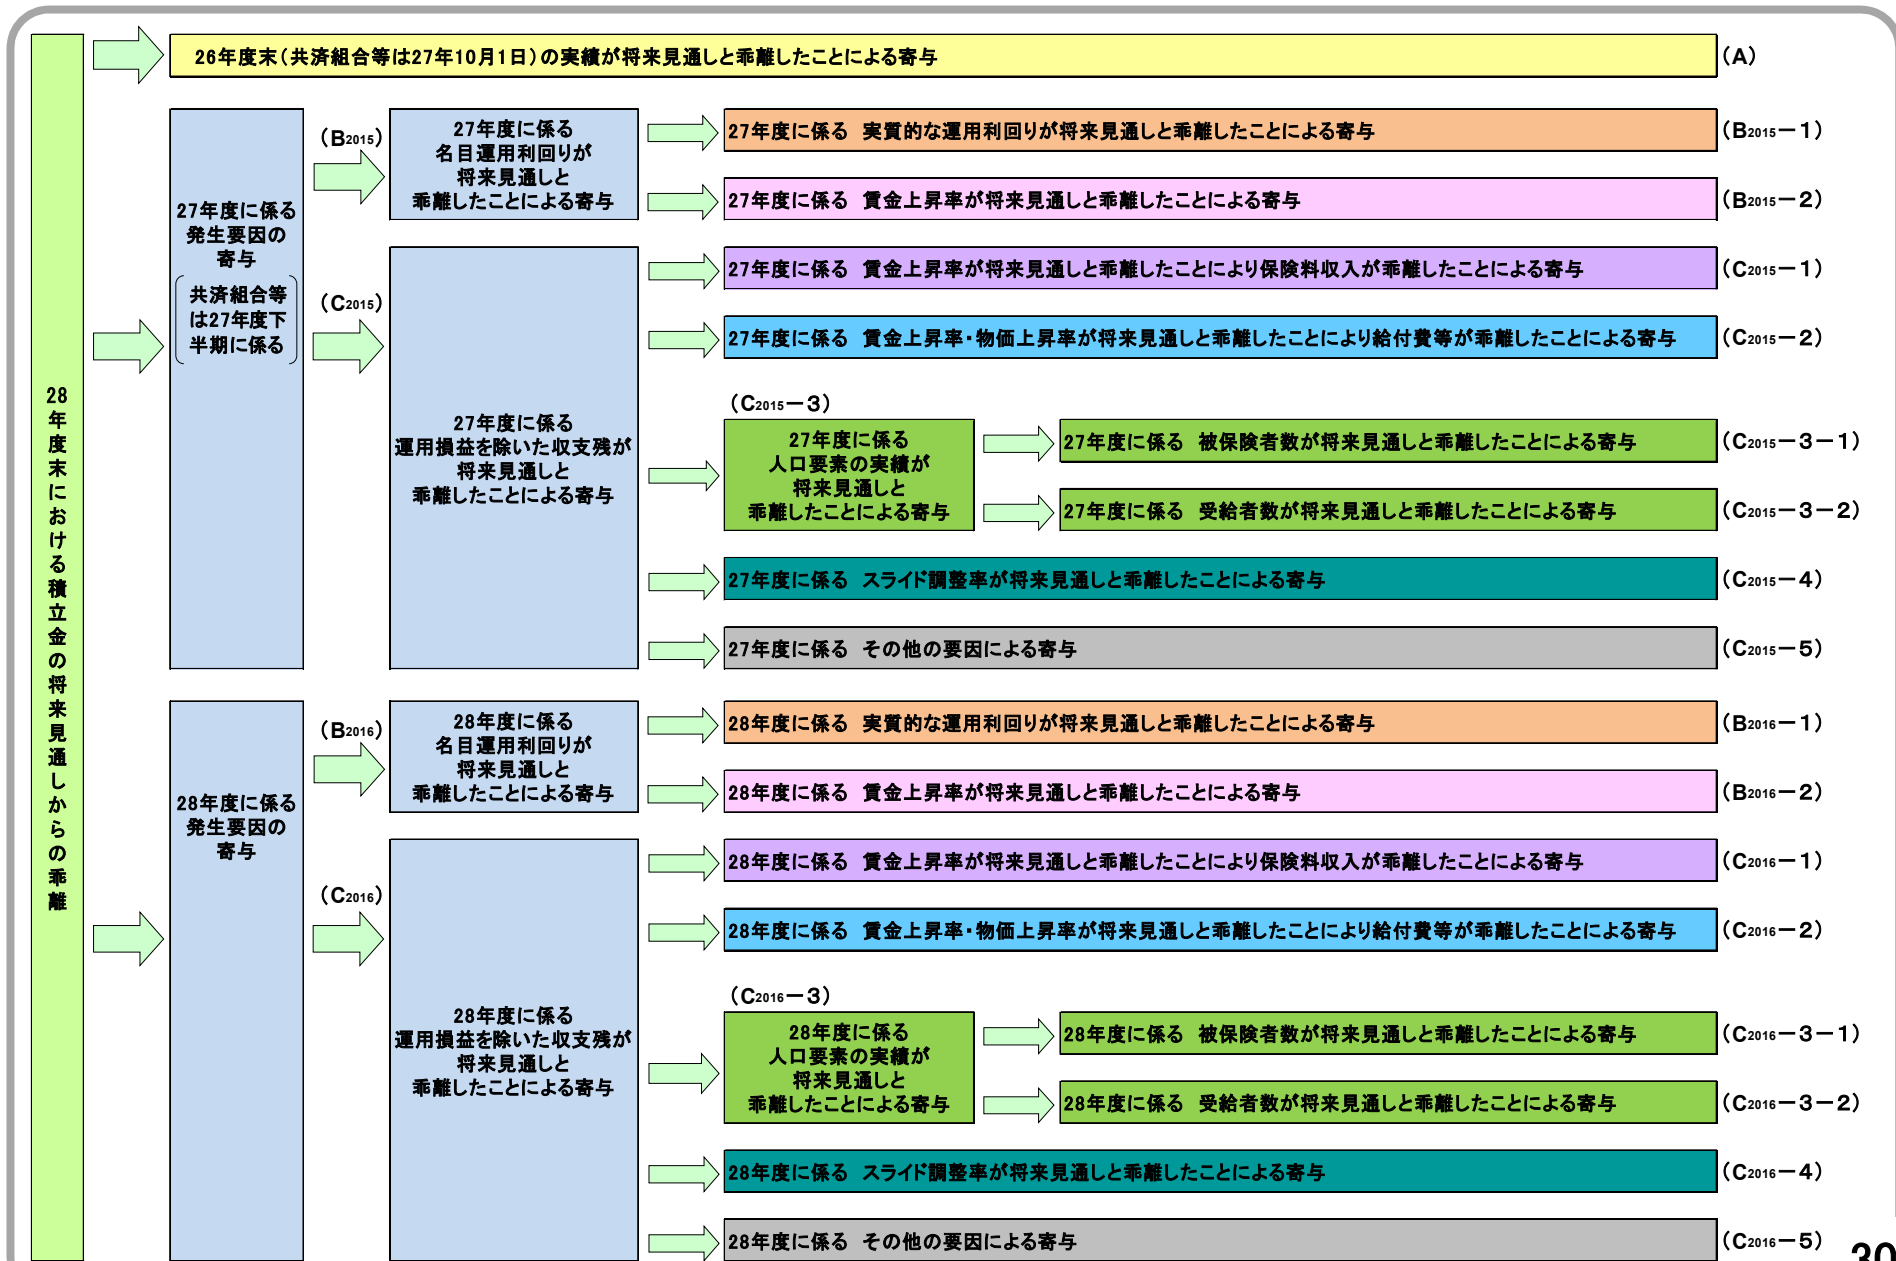 28年度末における積立金の将来見通しからの乖離
26年度末（共済組合等は27年10月1日）の実績が将来見通しと乖離したことによる寄与
（A）
27年度に係る
発生要因の
寄与
共済組合等
は27年度下
半期に係る
（B2015）
27年度に係る
名目運用利回りが
将来見通しと
乖離したことによる寄与
27年度に係る　実質的な運用利回りが将来見通しと乖離したことによる寄与
（B2015－1）
27年度に係る　賃金上昇率が将来見通しと乖離したことによる寄与
（B2015－2）
（C2015）
27年度に係る
運用損益を除いた収支残が
将来見通しと
乖離したことによる寄与
27年度に係る　賃金上昇率が将来見通しと乖離したことにより保険料収入が乖離したことによる寄与
（C2015－1）
27年度に係る　賃金上昇率・物価上昇率が将来見通しと乖離したことにより給付費等が乖離したことによる寄与
（C2015－2）
（C2015－3）
27年度に係る
人口要素の実績が
将来見通しと
乖離したことによる寄与
27年度に係る　被保険者数が将来見通しと乖離したことによる寄与
（C2015－3－1）
27年度に係る　受給者数が将来見通しと乖離したことによる寄与
（C2015－3－2）
27年度に係る　スライド調整率が将来見通しと乖離したことによる寄与
（C2015－4）
27年度に係る　その他の要因による寄与
（C2015－5）
28年度に係る
発生要因の
寄与
（B2016）
28年度に係る
名目運用利回りが
将来見通しと
乖離したことによる寄与
28年度に係る　実質的な運用利回りが将来見通しと乖離したことによる寄与
（B2016－1）
28年度に係る　賃金上昇率が将来見通しと乖離したことによる寄与
（B2016－2）
（C2016）
28年度に係る
運用損益を除いた収支残が
将来見通しと
乖離したことによる寄与
28年度に係る　賃金上昇率が将来見通しと乖離したことにより保険料収入が乖離したことによる寄与
（C2016－1）
28年度に係る　賃金上昇率・物価上昇率が将来見通しと乖離したことにより給付費等が乖離したことによる寄与
（C2016－2）
（C2016－3）
28年度に係る
人口要素の実績が
将来見通しと
乖離したことによる寄与
28年度に係る　被保険者数が将来見通しと乖離したことによる寄与
（C2016－3－1）
28年度に係る　受給者数が将来見通しと乖離したことによる寄与
（C2016－3－2）
28年度に係る　スライド調整率が将来見通しと乖離したことによる寄与
（C2016－4）
28年度に係る　その他の要因による寄与
（C2016－5）
30